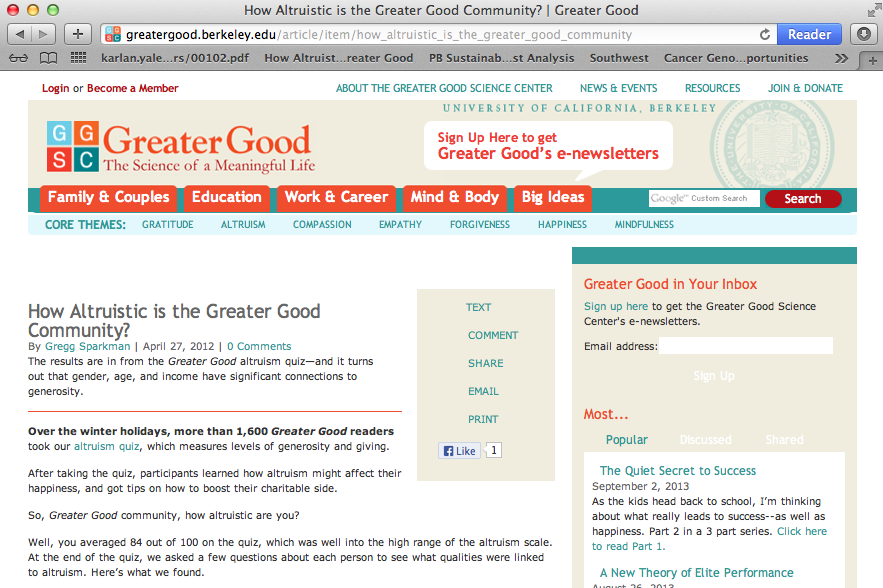 How Altruistic is the Greater Good Community? | Greater Good
greatergood.berkeley.edu/article/item/how_altruistic_is_the_greater_good_community
Reader
karlan.yale...rs/00102.pdf How Altruist...reater Good PB Sustainab...st Analysis Southwest Cancer Geno...portunities
Login or Become a Member
ABOUT THE GREATER GOOD SCIENCE CENTER NEWS & EVENTS RESOURCES JOIN & DONATE
UNIVERSITY OF CALIFORNIA, BERKELEY
G G
S C
Greater Good
The Science of a Meaningful Life
Sign Up Here to get
Greater Good's e-newsletters
Family & Couples Education Work & Career Mind & Body Big Ideas
Google™ Custom Search Search
CORE THEMES: GRATITUDE ALTRUISM COMPASSION EMPATHY FORGIVENESS HAPPINESS MINDFULNESS
How Altruistic is the Greater Good
Community?
By Gregg Sparkman | April 27, 2012 | 0 Comments
The results are in from the Greater Good altruism quiz—and it turns
out that gender, age, and income have significant connections to
generosity.
Over the winter holidays, more than 1,600 Greater Good readers
took our altruism quiz, which measures levels of generosity and giving.
After taking the quiz, participants learned how altruism might affect their
happiness, and got tips on how to boost their charitable side.
So, Greater Good community, how altruistic are you?
Well, you averaged 84 out of 100 on the quiz, which was well into the high range of the altruism scale.
At the end of the quiz, we asked a few questions about each person to see what qualities were linked
to altruism. Here's what we found.
TEXT
COMMENT
SHARE
EMAIL
PRINT
Like 1
Greater Good in Your Inbox
Sign up here to get the Greater Good Science
Center's e-newsletters.
Email address:
Sign Up
Most...
Popular Discussed Shared
The Quiet Secret to Success
September 2, 2013
As the kids head back to school, I'm thinking
about what really leads to success--as well as
happiness. Part 2 in a 3 part series. Click here
to read Part 1.
A New Theory of Elite Performance
August 26, 2013